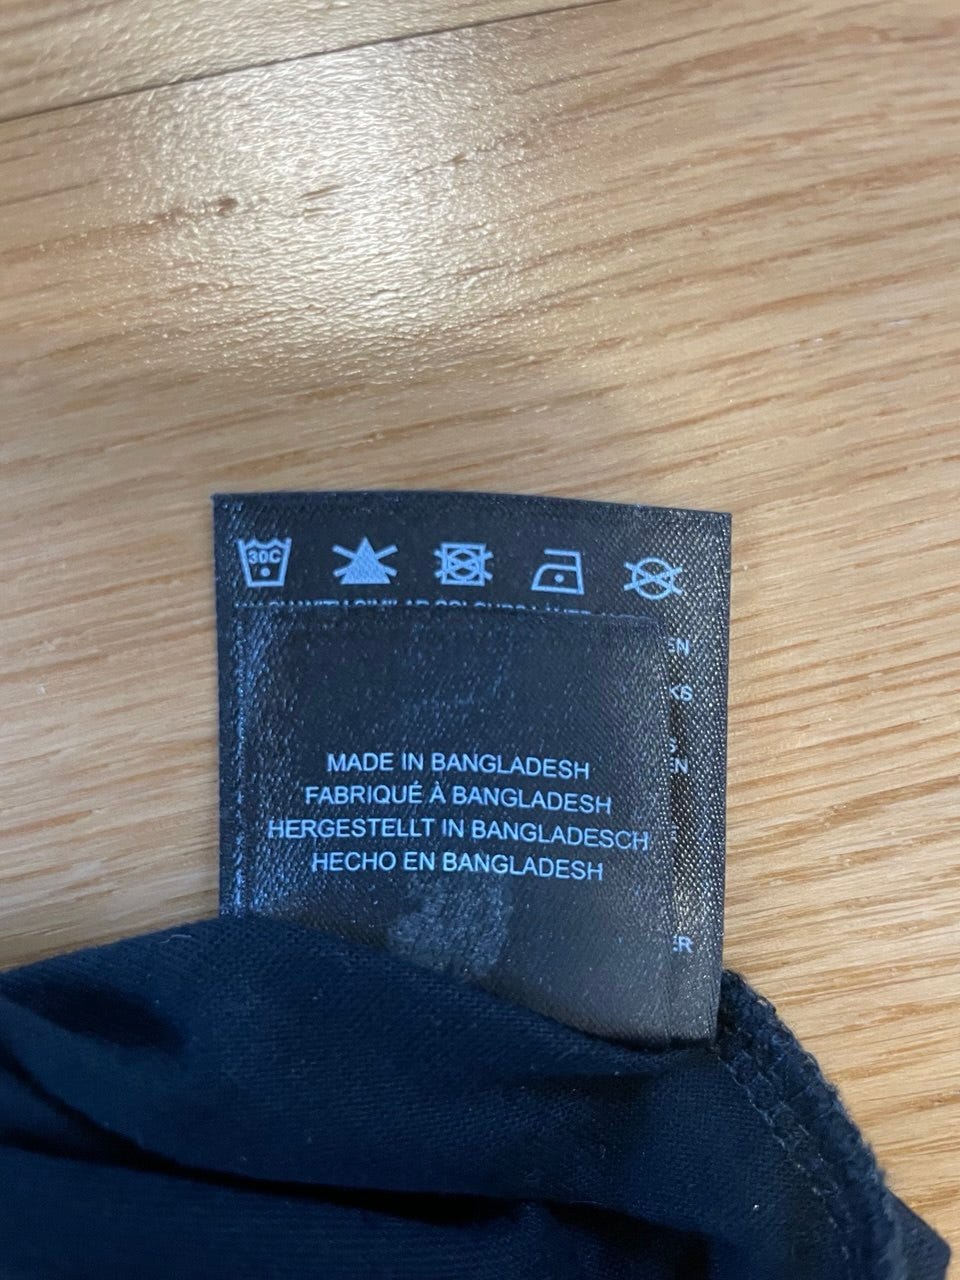 30C
MADE IN BANGLADESH
FABRIQUÉ À BANGLADESH
HERGESTELLT IN BANGLADESCH
HECHO EN BANGLADESH